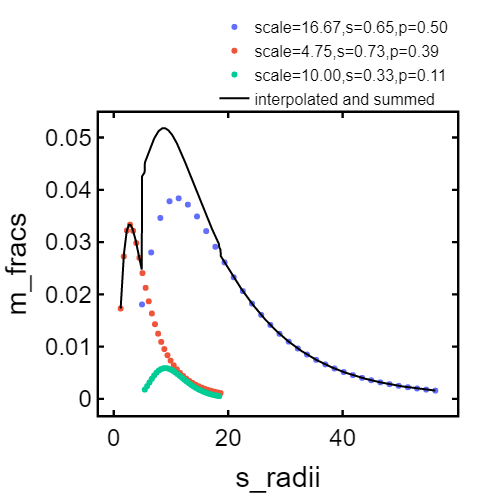 scale=16.67,s=0.65,p=0.50
scale=4.75,s=0.73,p=0.39
scale=10.00,s=0.33,p=0.11
interpolated and summed
0.05
0.04
0.03
0.02
0.01
0
m_fracs
0 20 40
s_radii